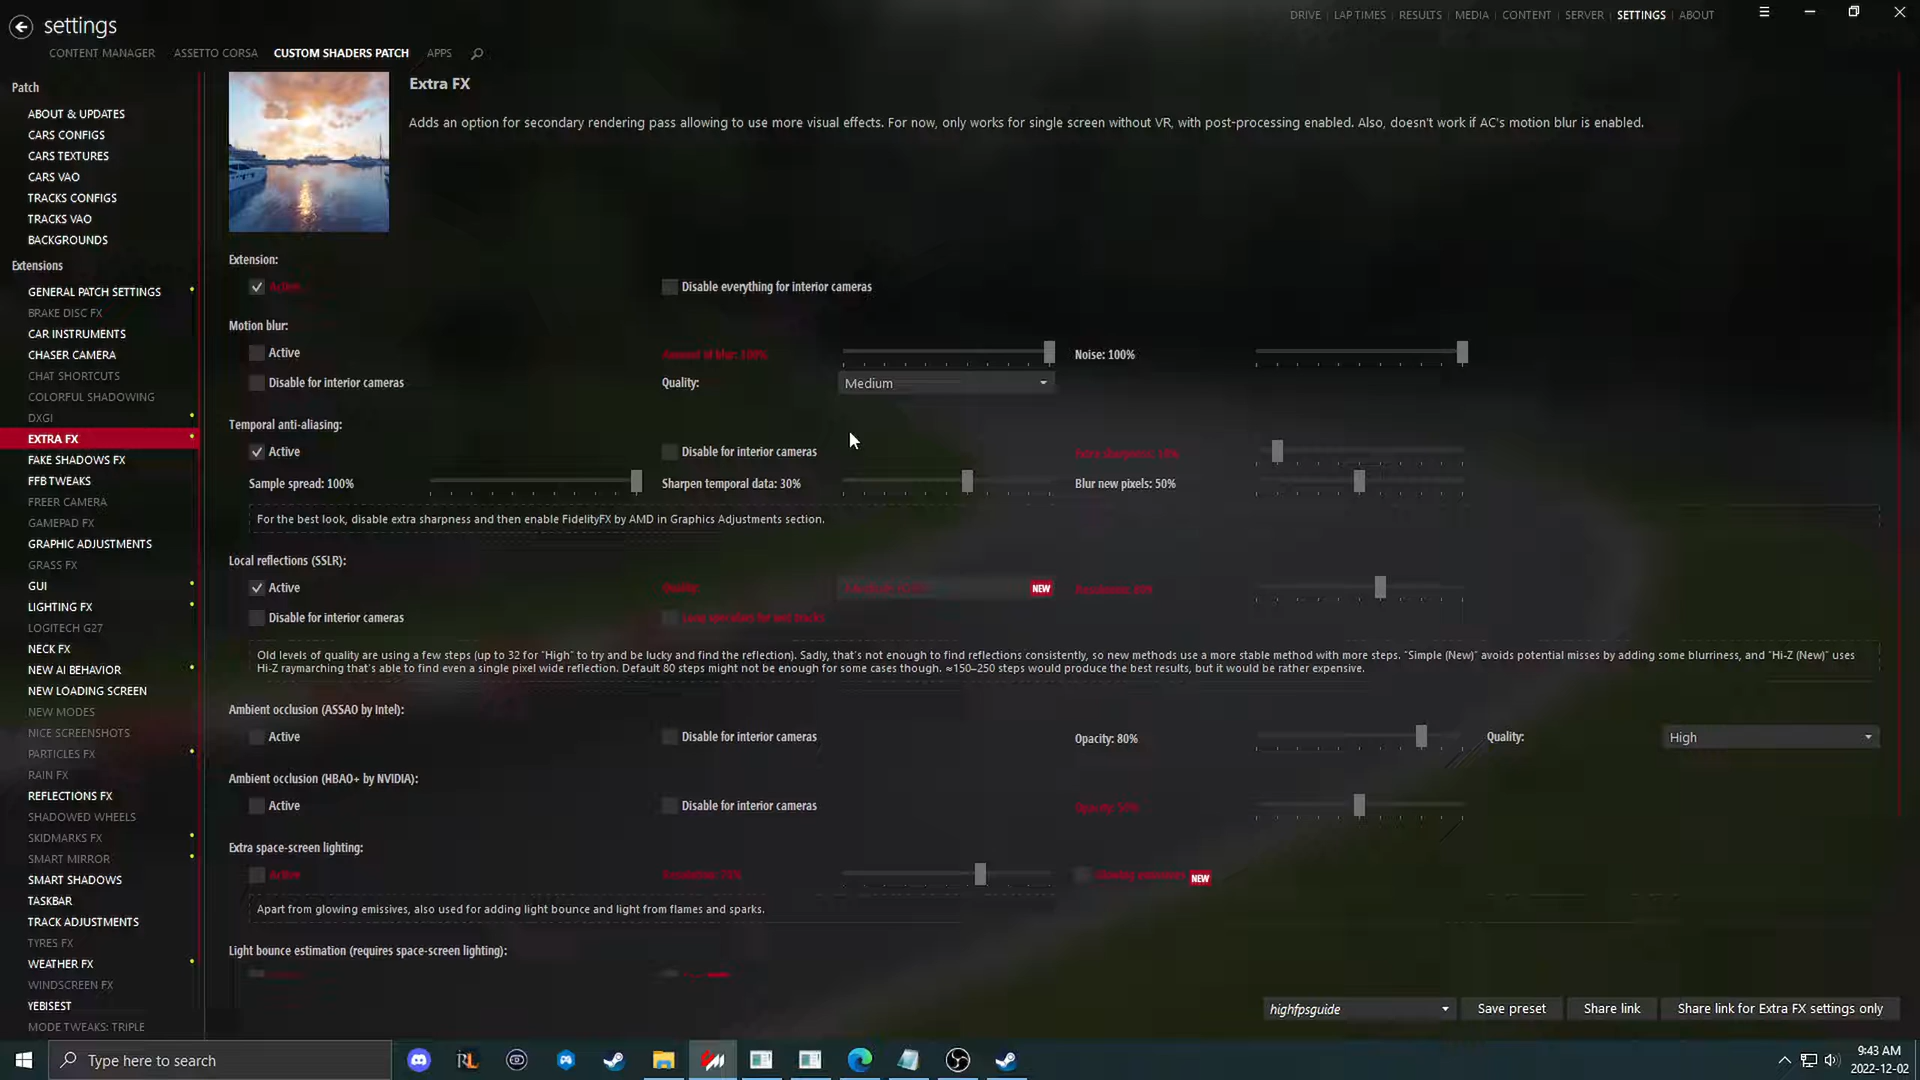 settings
DRIVE | LAP TIMES | RESULTS | MEDIA | CONTENT | SERVER | SETTINGS | ABOUT
CONTENT MANAGER ASSETTO CORSA CUSTOM SHADERS PATCH APPS
Patch
ABOUT & UPDATES
CARS CONFIGS
CARS TEXTURES
CARS VAO
TRACKS CONFIGS
TRACKS VAO
BACKGROUNDS
Extensions
GENERAL PATCH SETTINGS
BRAKE DISC FX
CAR INSTRUMENTS
CHASER CAMERA
CHAT SHORTCUTS
COLORFUL SHADOWING
DXGI
EXTRA FX
FAKE SHADOWS FX
FFB TWEAKS
FREER CAMERA
GAMEPAD FX
GRAPHIC ADJUSTMENTS
GRASS FX
GUI
LIGHTING FX
LOGITECH G27
NECK FX
NEW AI BEHAVIOR
NEW LOADING SCREEN
NEW MODES
NICE SCREENSHOTS
PARTICLES FX
RAIN FX
REFLECTIONS FX
SHADOWED WHEELS
SKIDMARKS FX
SMART MIRROR
SMART SHADOWS
TASKBAR
TRACK ADJUSTMENTS
TYRES FX
WEATHER FX
WINDSCREEN FX
YEBISEST
MODE TWEAKS: TRIPLE
Extra FX
Adds an option for secondary rendering pass allowing to use more visual effects. For now, only works for single screen without VR, with post-processing enabled. Also, doesn't work if AC's motion blur is enabled.
Extension:
Active Disable everything for interior cameras
Motion blur:
Active Amount of blur: 100% Noise: 100%
Disable for interior cameras Quality: Medium
Temporal anti-aliasing:
Active Disable for interior cameras Extra sharpness:
Sample spread: 100% Sharpen temporal data: 30% Blur new pixels: 50%
For the best look, disable extra sharpness and then enable FidelityFX by AMD in Graphics Adjustments section.
Local reflections (SSLR):
Active Quality: NEW
Disable for interior cameras
Old levels of quality are using a few steps (up to 32 for "High" to try and be lucky and find the reflection). Sadly, that's not enough to find reflections consistently, so new methods use a more stable method with more steps. "Simple (New)" avoids potential misses by adding some blurriness, and "Hi-Z (New)" uses
Hi-Z raymarching that's able to find even a single pixel wide reflection. Default 80 steps might not be enough for some cases though. ≈150–250 steps would produce the best results, but it would be rather expensive.
Ambient occlusion (ASSAO by Intel):
Active Disable for interior cameras Opacity: 80% Quality: High
Ambient occlusion (HBAO+ by NVIDIA):
Active Disable for interior cameras Opacity: 50%
Extra space-screen lighting:
Active Glowing emissives NEW
Apart from glowing emissives, also used for adding light bounce and light from flames and sparks.
Light bounce estimation (requires space-screen lighting):
highfpsguide Save preset Share link Share link for Extra FX settings only
Type here to search
9:43 AM
2022-12-02